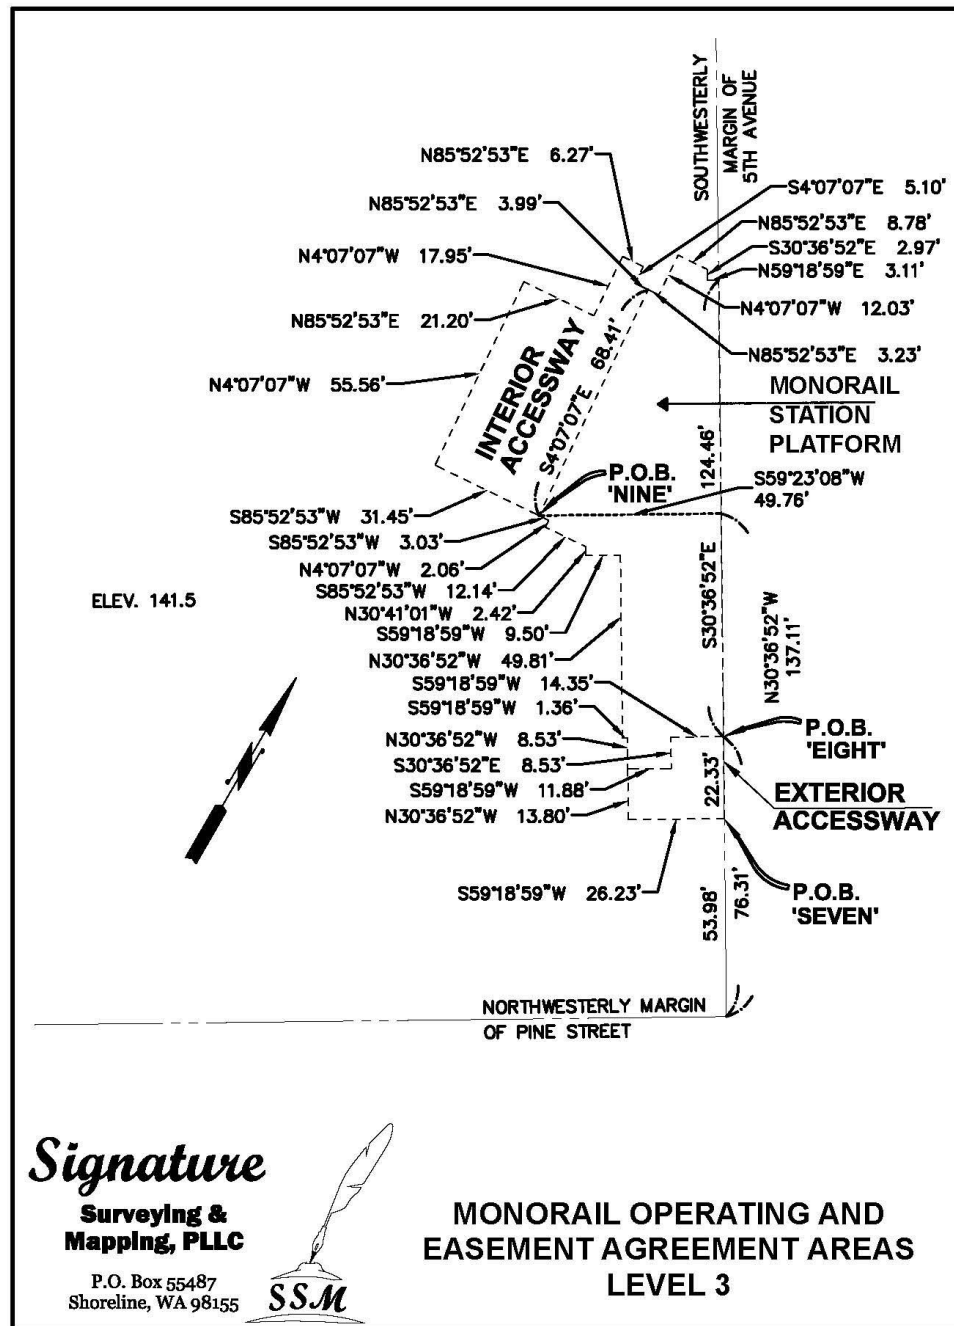 SOUTHWESTERLY
MARGIN OF
5TH AVENUE
N85°52'53"E 6.27'
S4°07'07"E 5.10'
N85°52'53"E 3.99'
N85°52'53"E 8.78'
N4°07'07"W 17.95'
S30°36'52"E 2.97'
N59°18'59"E 3.11'
N4°07'07"W 12.03'
N85°52'53"E 21.20'
N85°52'53"E 3.23'
N4°07'07"W 55.56'
INTERIOR
ACCESSWAY
S4°07'07"E 68.41'
MONORAIL
STATION
PLATFORM
124.46'
P.O.B.
'NINE'
S59°23'08"W
49.76'
S85°52'53"W 31.45'
S85°52'53"W 3.03'
N4°07'07"W 2.06'
S85°52'53"W 12.14'
N30°41'01"W 2.42'
S59°18'59"W 9.50'
N30°36'52"W 49.81'
ELEV. 141.5
S30°36'52"E
N30°36'52"W
137.11'
S59°18'59"W 14.35'
S59°18'59"W 1.36'
N30°36'52"W 8.53'
S30°36'52"E 8.53'
S59°18'59"W 11.88'
N30°36'52"W 13.80'
P.O.B.
'EIGHT'
22.33'
EXTERIOR
ACCESSWAY
S59°18'59"W 26.23'
P.O.B.
'SEVEN'
53.98'
76.31'
NORTHWESTERLY MARGIN
OF PINE STREET
Signature
Surveying &
Mapping, PLLC
P.O. Box 55487
Shoreline, WA 98155
SSM
MONORAIL OPERATING AND
EASEMENT AGREEMENT AREAS
LEVEL 3